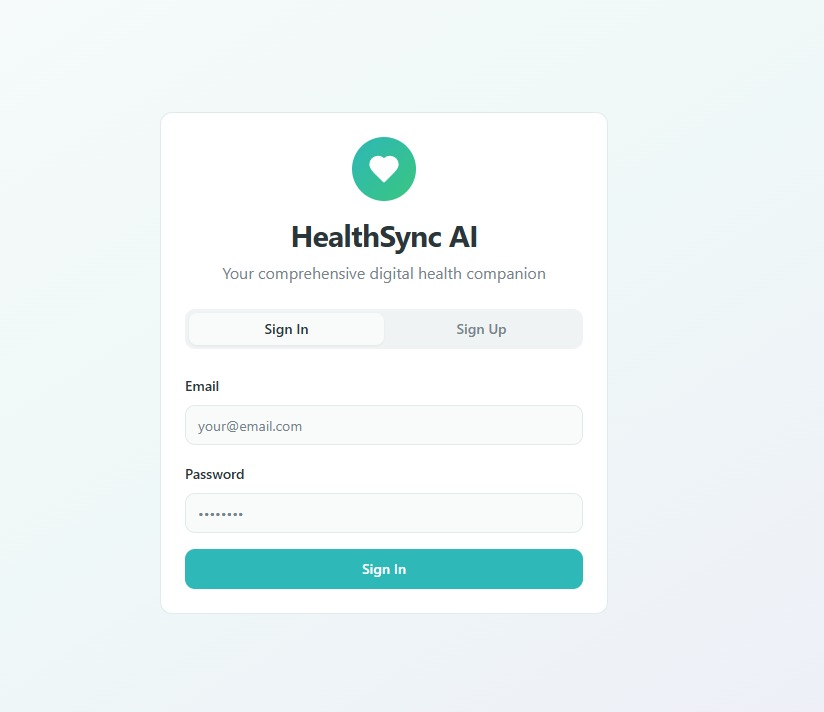 HealthSync AI
Your comprehensive digital health companion
Sign In
Sign Up
Email
your@email.com
Password
••••••••
Sign In